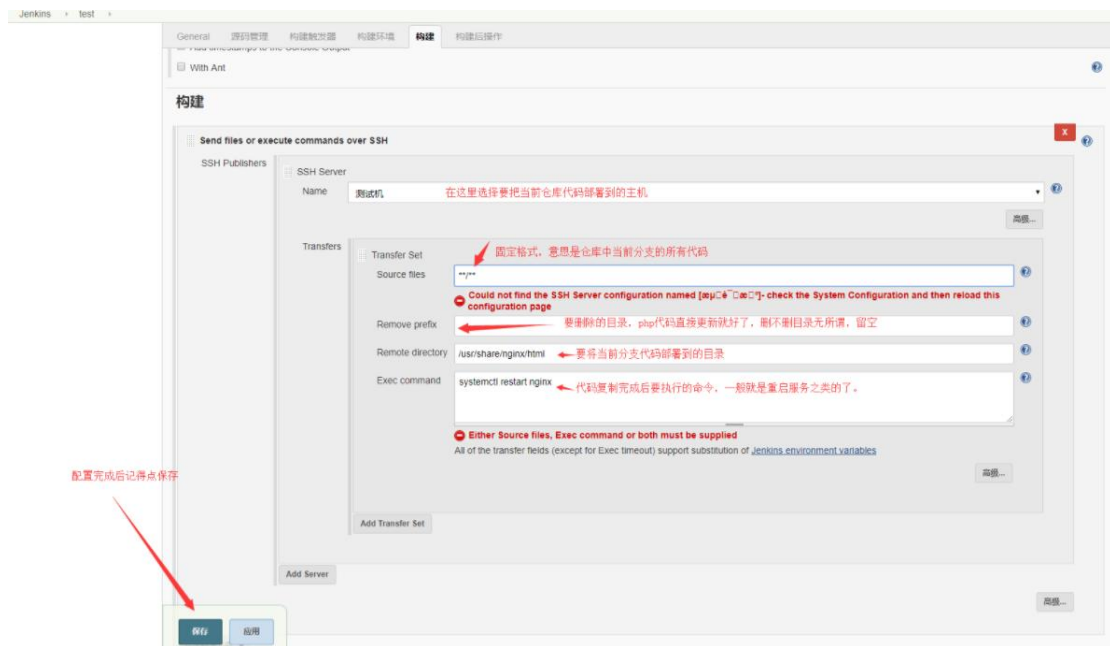 Jenkins › test ›
General 源码管理 构建触发器 构建环境 构建 构建后操作
Add timestamps to the Console Output
With Ant
构建
Send files or execute commands over SSH
X
SSH Publishers
SSH Server
Name
测试机
在这里选择要把当前仓库代码部署到的主机
高级...
Transfers
Transfer Set
固定格式，意思是仓库中当前分支的所有代码
Source files
**/**
Could not find the SSH Server configuration named - check the System Configuration and then reload this
configuration page
Remove prefix
要删除的目录，php代码直接更新就好了，删不删目录无所谓，留空
Remote directory
/usr/share/nginx/html
要将当前分支代码部署到的目录
Exec command
systemctl restart nginx
代码复制完成后要执行的命令，一般就是重启服务之类的了。
Either Source files, Exec command or both must be supplied
All of the transfer fields (except for Exec timeout) support substitution of Jenkins environment variables
高级...
配置完成后记得点保存
Add Transfer Set
Add Server
高级...
保存 应用